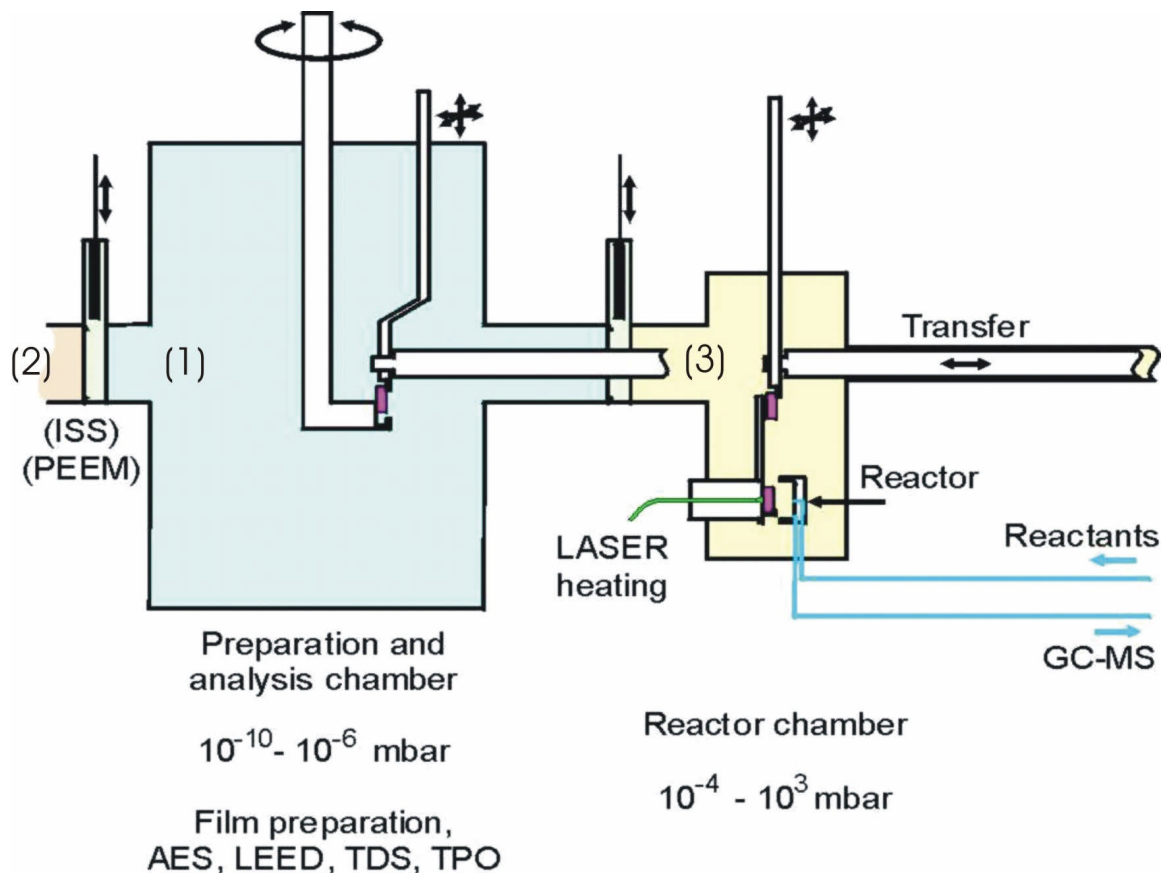 (2)
(1)
(3)
(ISS)
(PEEM)
Transfer
Reactor
LASER
heating
Reactants
GC-MS
Preparation and
analysis chamber
10⁻¹⁰- 10⁻⁶ mbar
Film preparation,
AES, LEED, TDS, TPO
Reactor chamber
10⁻⁴ - 10³ mbar